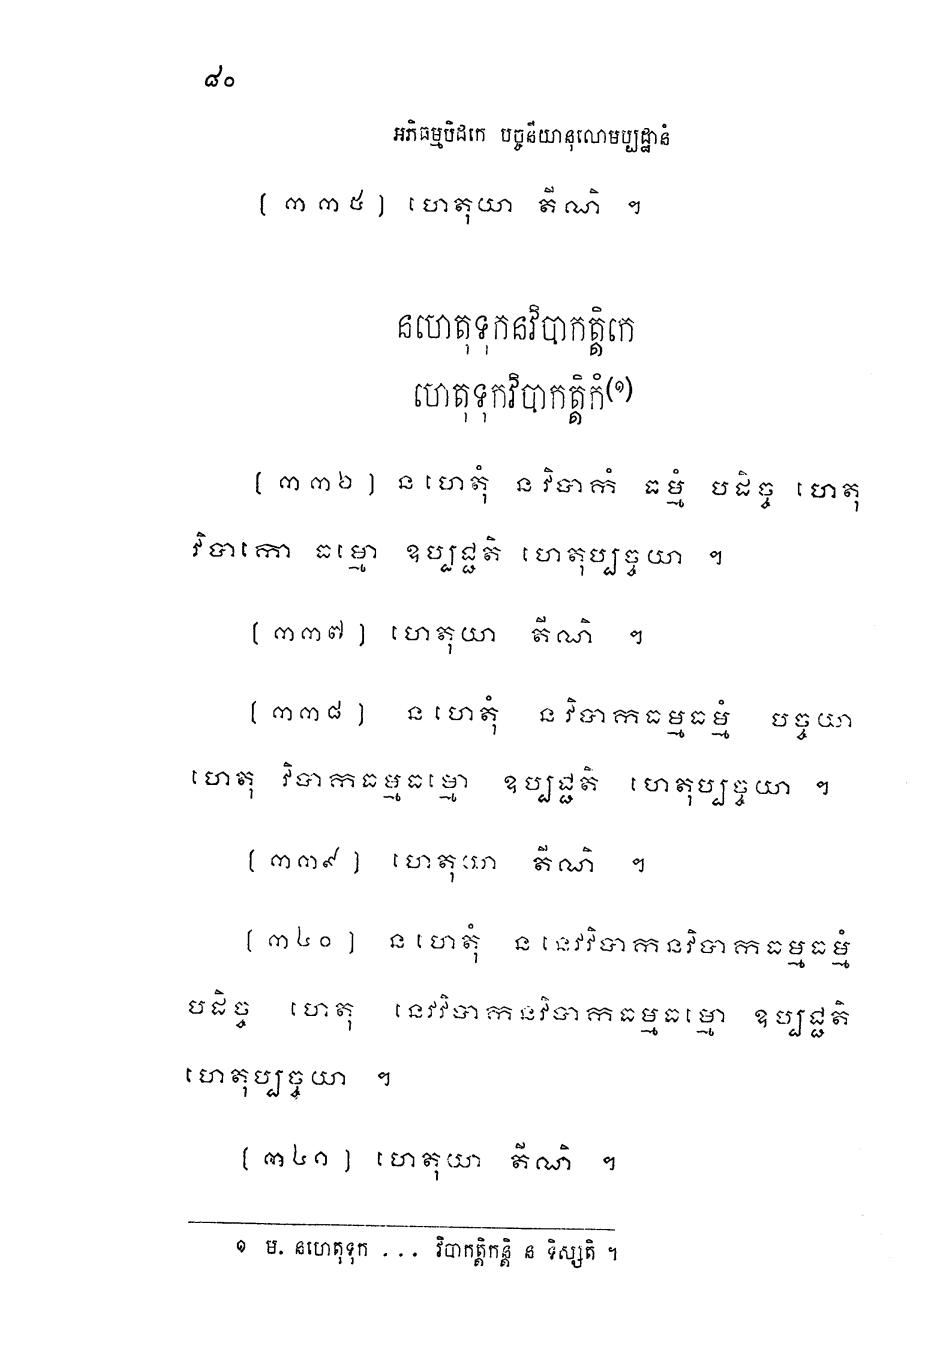 ៨០
អភិធម្មបិដកេ បច្ចនីយានុលោមប្បដ្ឋានំ
(៣៣៥) ហេតុយា តីណិ ។
នហេតុទុកនវិបាកត្តិកេ
ហេតុទុកវិបាកត្តិកំ(១)
(៣៣៦) នហេតុំ នវិបាកំ ធម្មំ បដិច្ច ហេតុ
វិបាកោ ធម្មោ ឧប្បជ្ជតិ ហេតុប្បច្ចយា ។
(៣៣៧) ហេតុយា តីណិ ។
(៣៣៨) នហេតុំ នវិបាកធម្មធម្មំ បច្ចយា
ហេតុ វិបាកធម្មធម្មោ ឧប្បជ្ជតិ ហេតុប្បច្ចយា ។
(៣៣៩) ហេតុយា តីណិ ។
(៣៤០) នហេតុំ ននេវវិបាកនវិបាកធម្មធម្មំ
បដិច្ច ហេតុ នេវវិបាកនវិបាកធម្មធម្មោ ឧប្បជ្ជតិ
ហេតុប្បច្ចយា ។
(៣៤១) ហេតុយា តីណិ ។
១ ម. នហេតុទុក ... វិបាកត្តិកន្តិ ន ទិស្សតិ ។